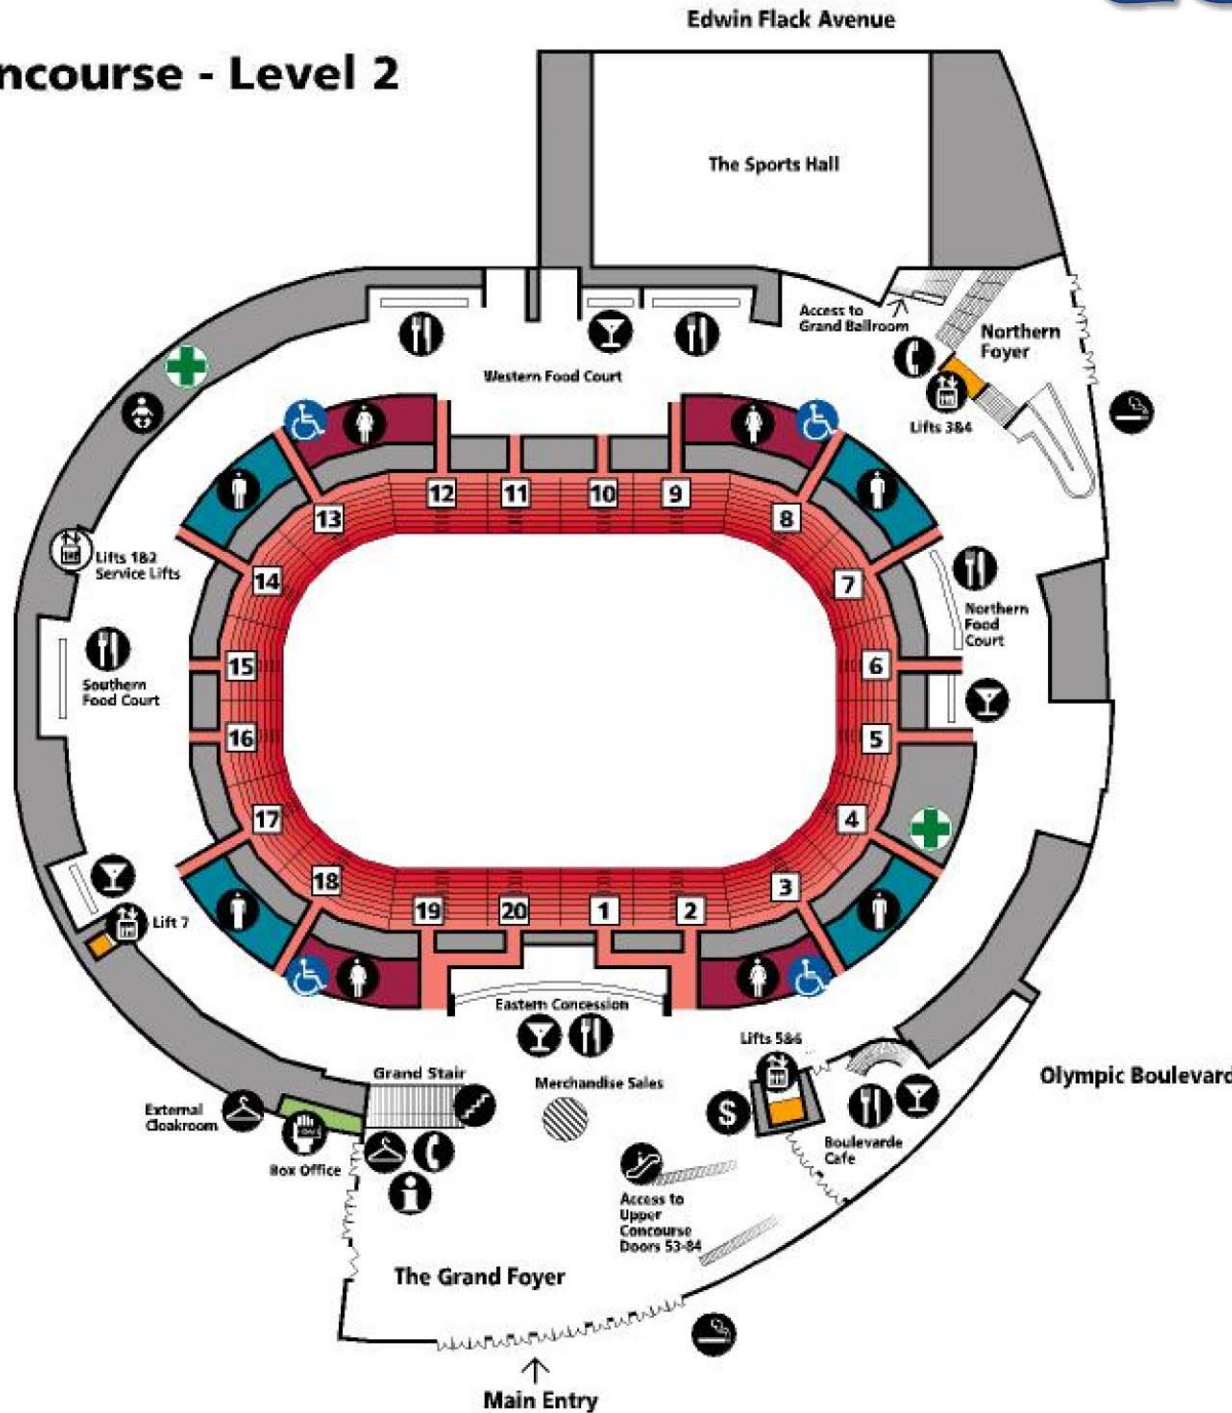 Edwin Flack Avenue
ncourse - Level 2
The Sports Hall
Access to
Grand Ballroom
Northern
Foyer
Western Food Court
Lifts 3&4
12
11
10
9
13
8
Lifts 1&2
Service Lifts
14
7
Northern
Food
Court
15
6
Southern
Food Court
16
5
17
4
18
3
19
20
1
2
Lift 7
Eastern Concession
Lifts 5&6
Grand Stair
Merchandise Sales
Olympic Boulevard
External
Cloakroom
$
Boulevarde
Cafe
Box Office
i
Access to
Upper
Concourse
Doors 53-84
The Grand Foyer
Main Entry